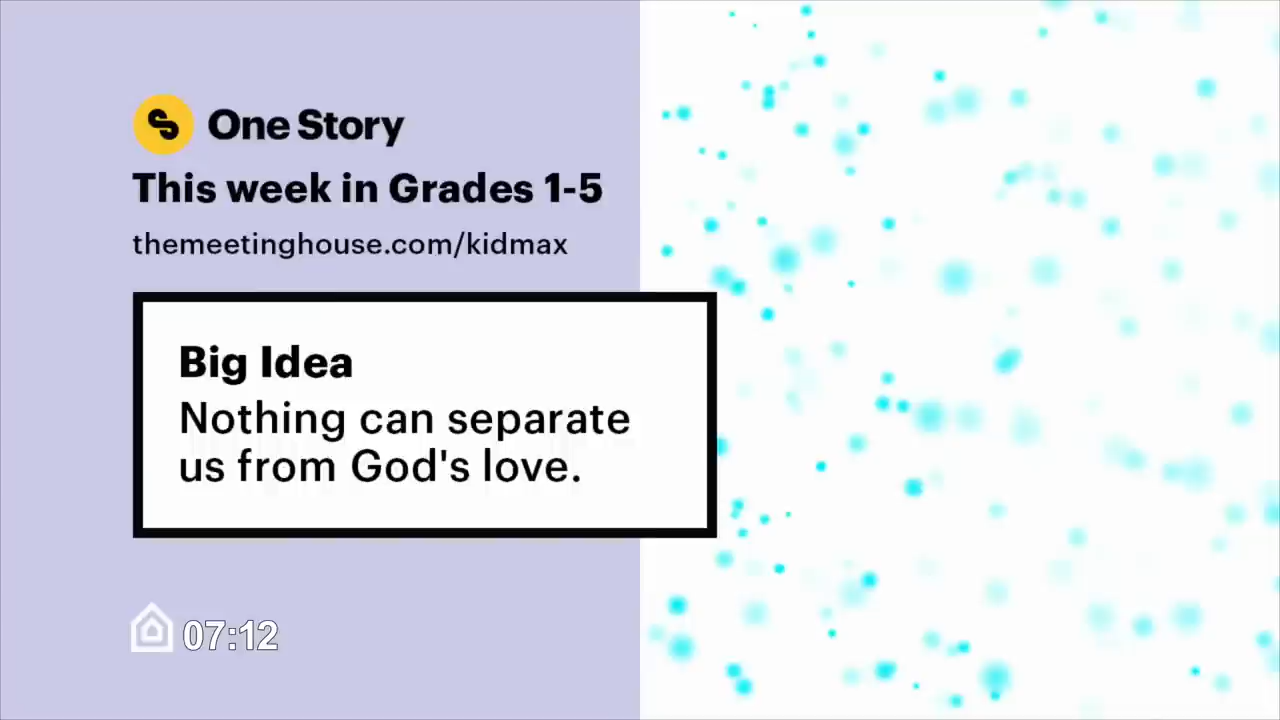 One Story
This week in Grades 1-5
themeetinghouse.com/kidmax
Big Idea
Nothing can separate
us from God's love.
07:12